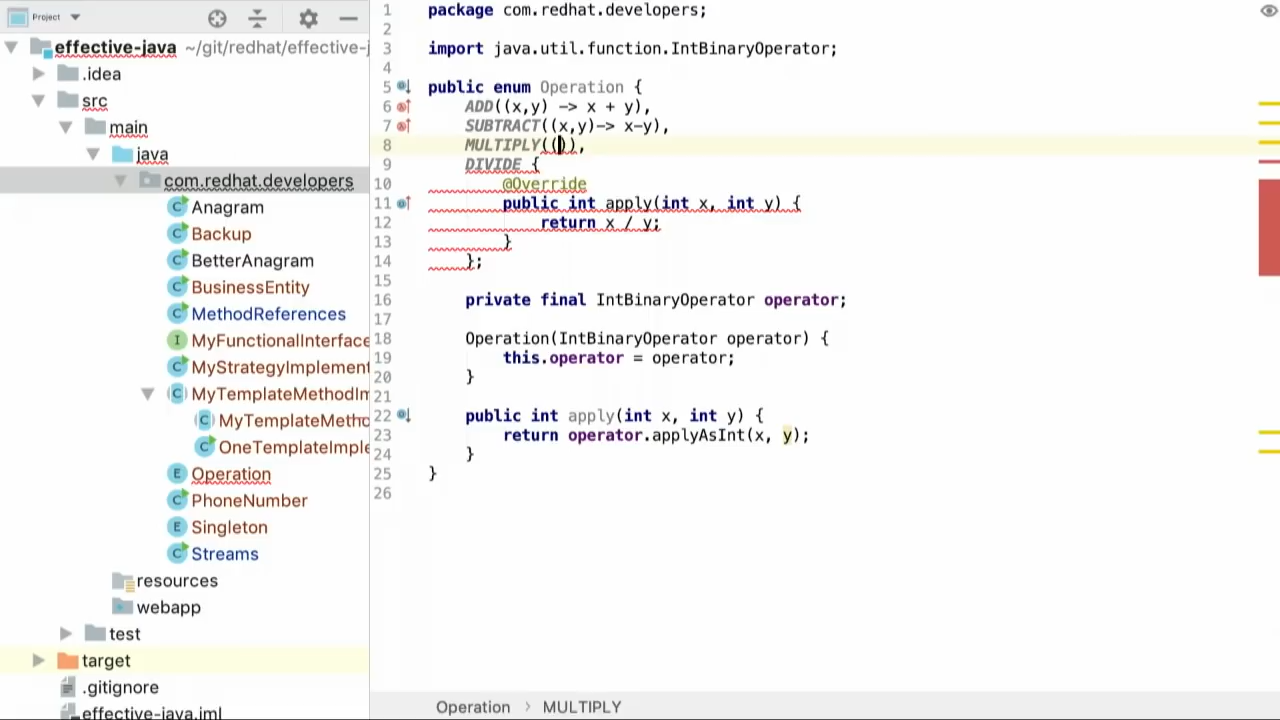 Project
effective-java ~/git/redhat/effective-j
.idea
src
main
java
com.redhat.developers
Anagram
Backup
BetterAnagram
BusinessEntity
MethodReferences
MyFunctionalInterface
MyStrategyImplement
MyTemplateMethodIm
MyTemplateMetho
OneTemplateImple
Operation
PhoneNumber
Singleton
Streams
resources
webapp
test
target
.gitignore
effective-java.iml
1 package com.redhat.developers;
2
3 import java.util.function.IntBinaryOperator;
4
5 public enum Operation {
6 ADD((x,y) -> x + y),
7 SUBTRACT((x,y)-> x-y),
8 MULTIPLY(()),
9 DIVIDE {
10 @Override
11 public int apply(int x, int y) {
12 return x / y;
13 }
14 };
15
16 private final IntBinaryOperator operator;
17
18 Operation(IntBinaryOperator operator) {
19 this.operator = operator;
20 }
21
22 public int apply(int x, int y) {
23 return operator.applyAsInt(x, y);
24 }
25 }
26
Operation › MULTIPLY